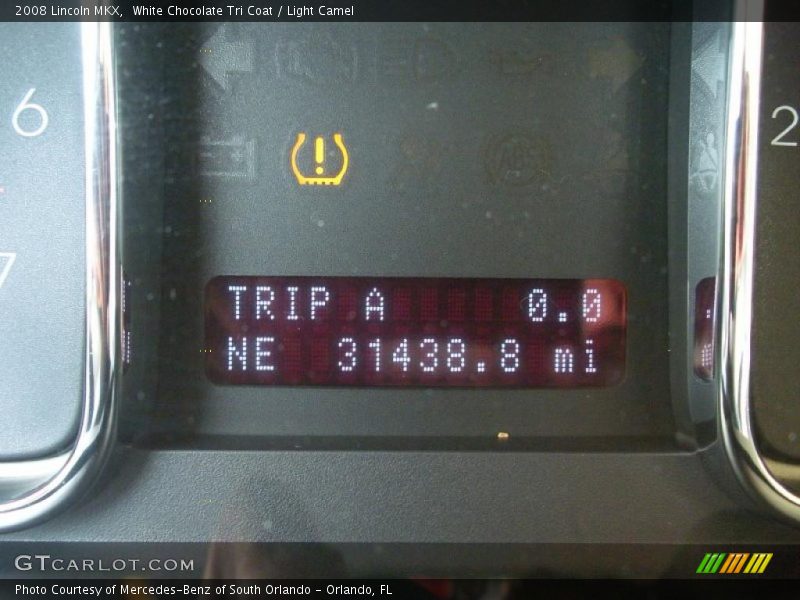 2008 Lincoln MKX, White Chocolate Tri Coat / Light Camel
6
2
7
TRIP A 0.0
NE 31438.8 mi
GTCARLOT.COM
Photo Courtesy of Mercedes-Benz of South Orlando - Orlando, FL